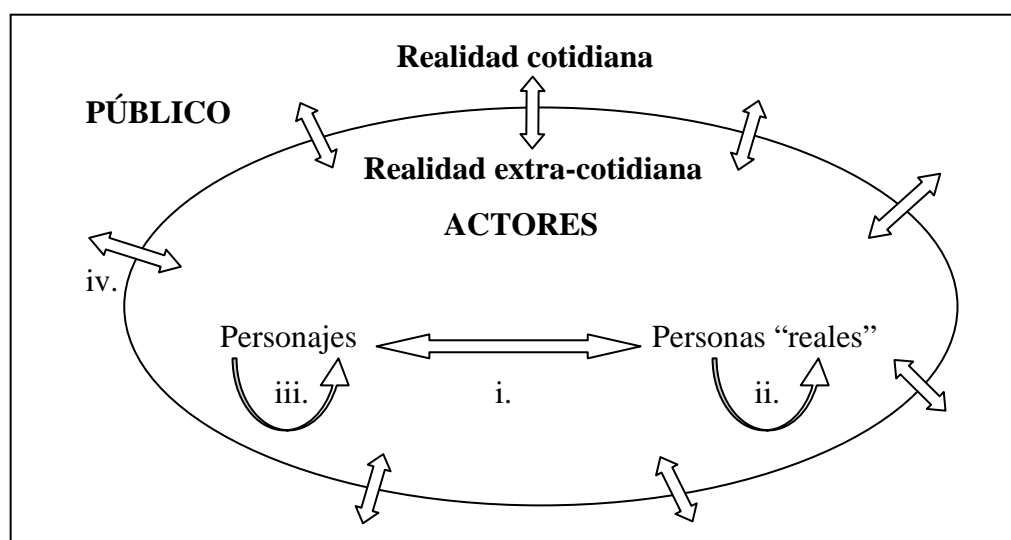 Realidad cotidiana
PÚBLICO
Realidad extra-cotidiana
ACTORES
iv.
Personajes
Personas “reales”
iii.
i.
ii.